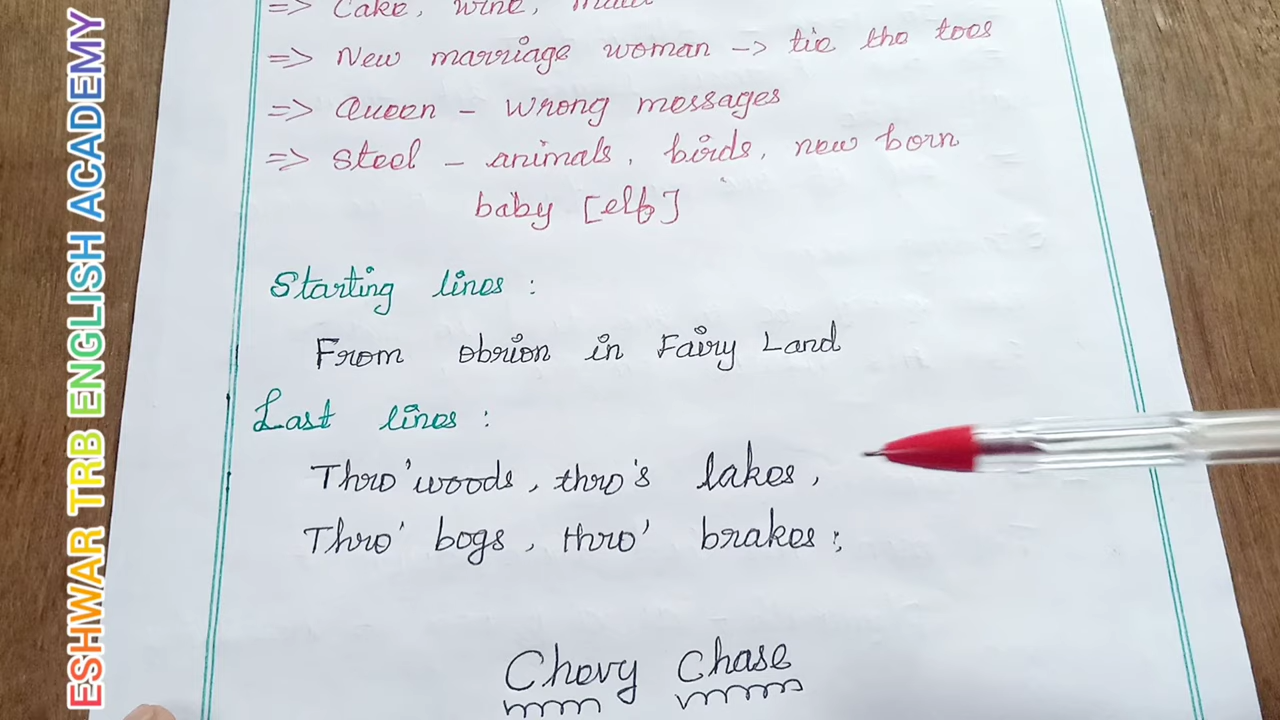 => Cake, wine,
=> New marriage woman -> tie the toes
=> Queen - wrong messages
=> Steel - animals, birds, new born
baby [elf]
Starting lines:
From obrion in Fairy Land
Last lines:
Thro' woods, thro's lakes,
Thro' bogs, thro' brakes:,
Chevy Chase
ESHWAR TRB ENGLISH ACADEMY